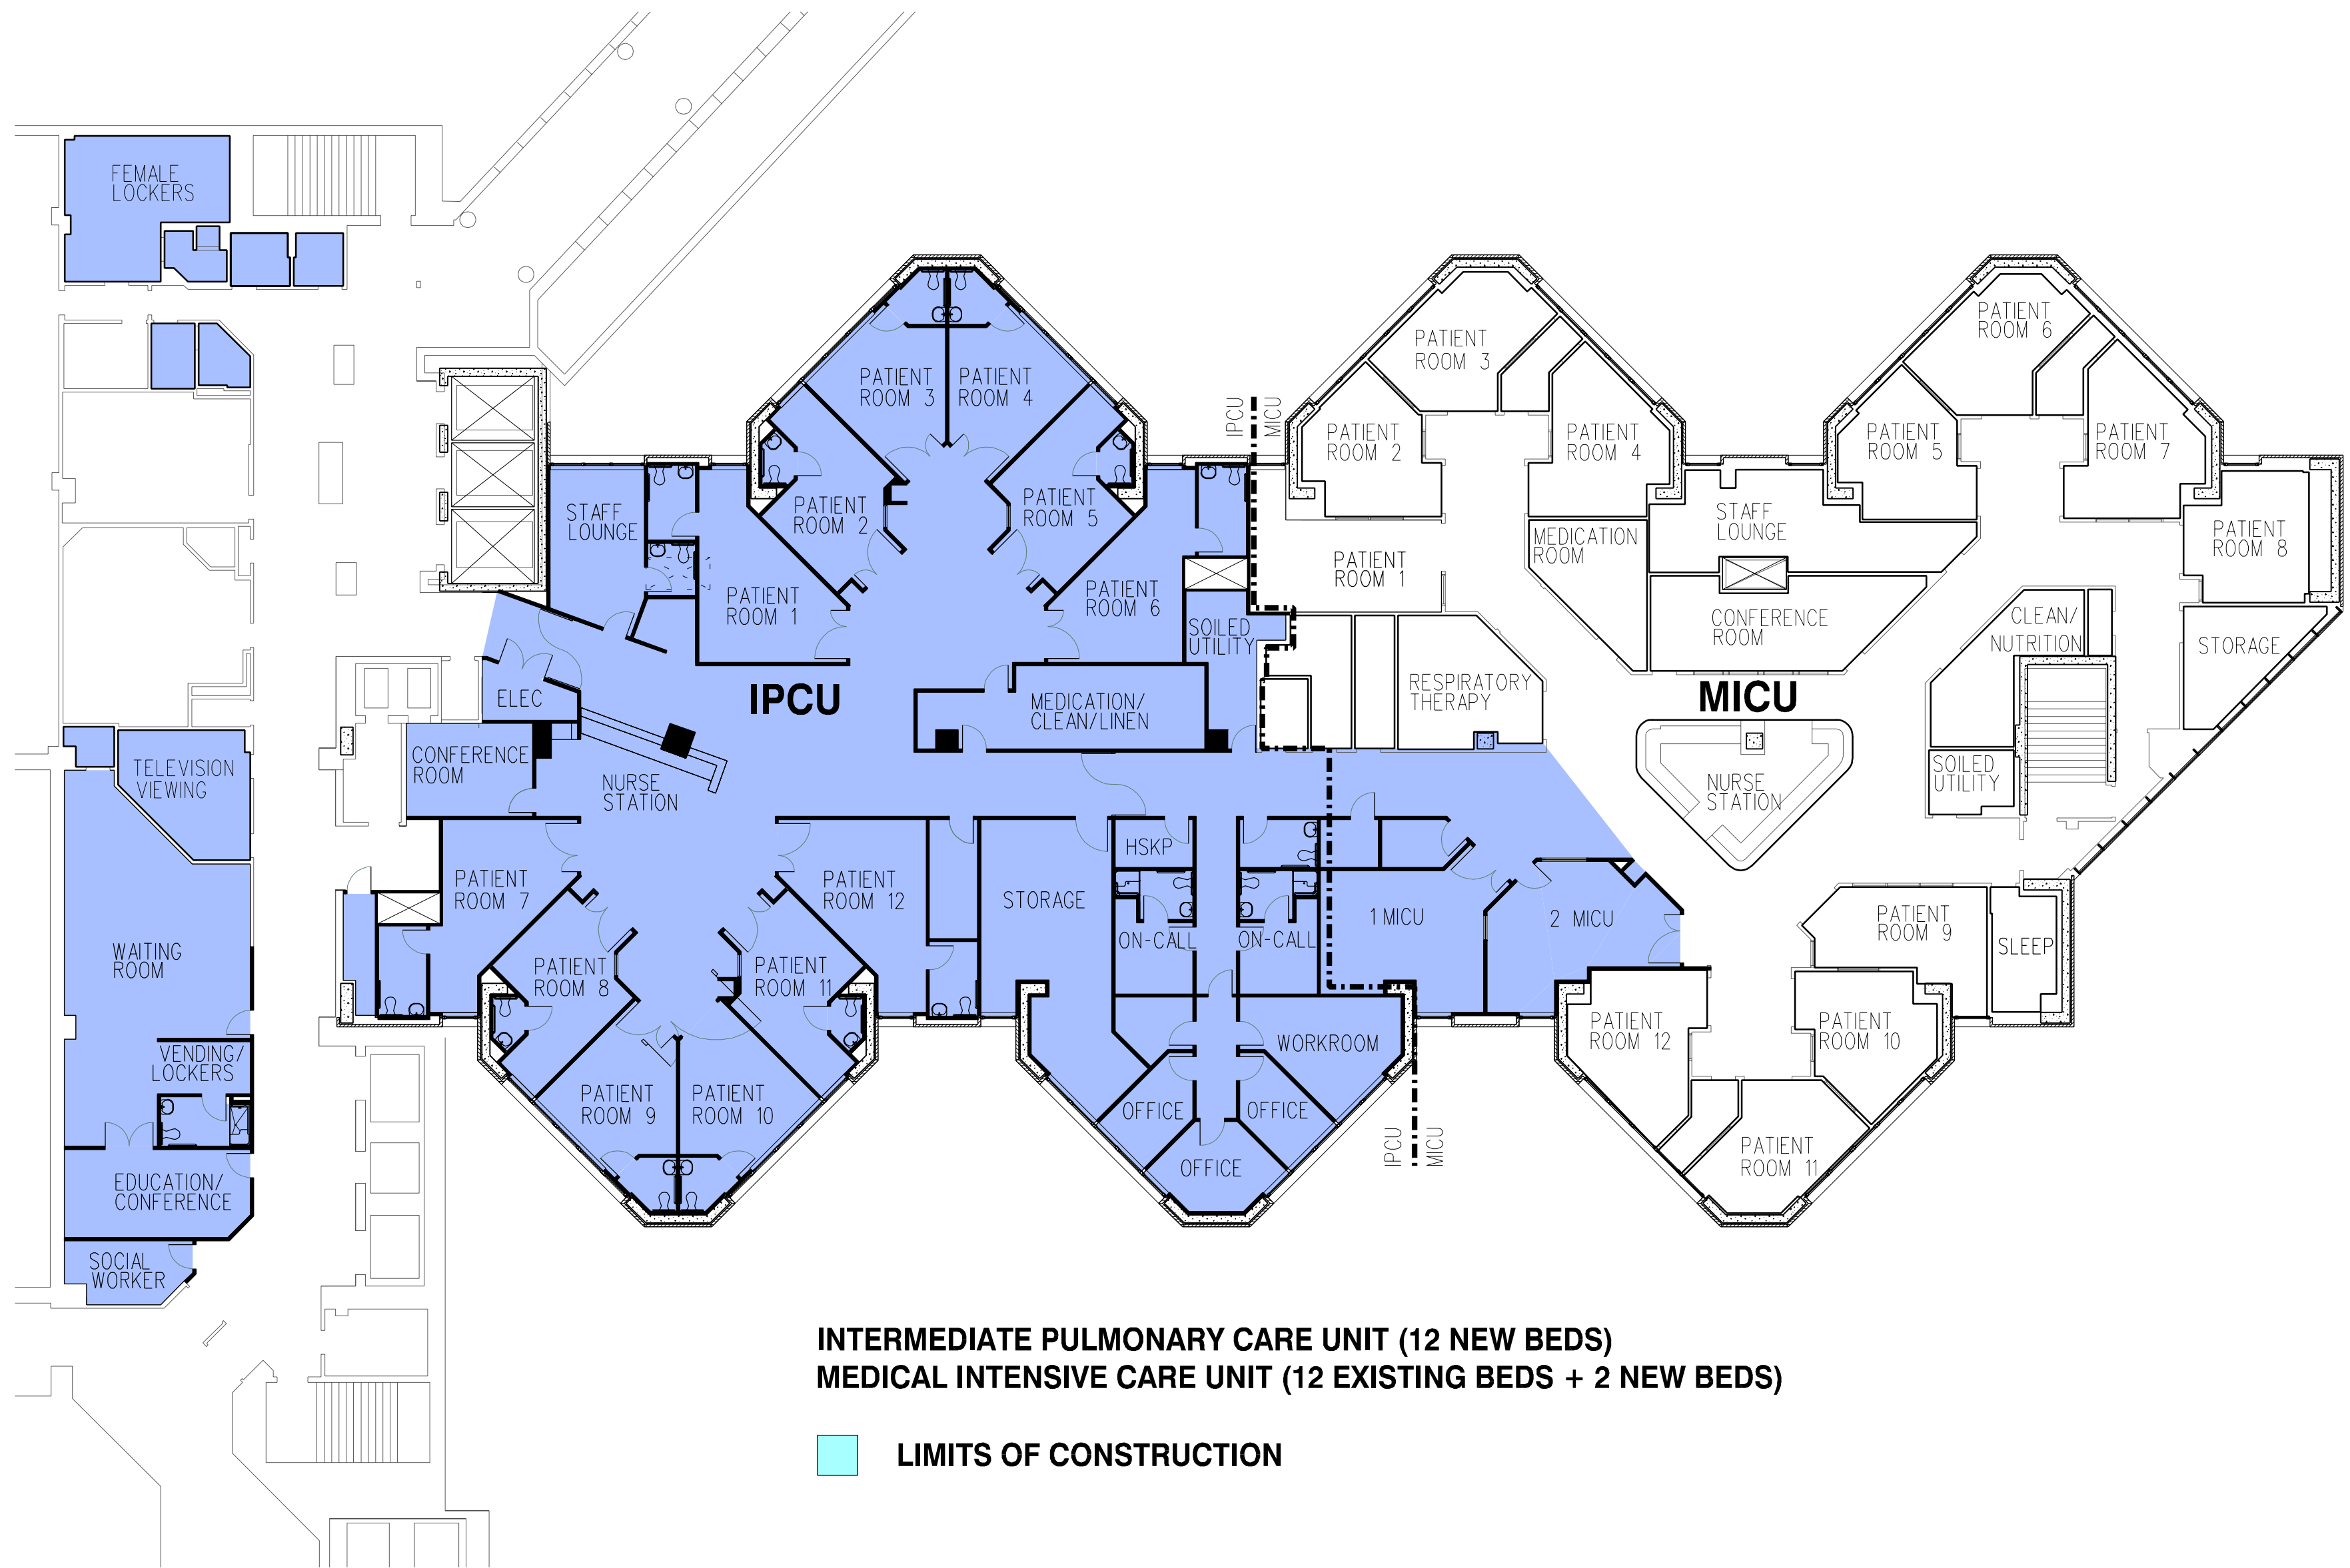 FEMALE
LOCKERS
TELEVISION
VIEWING
WAITING
ROOM
VENDING/
LOCKERS
EDUCATION/
CONFERENCE
SOCIAL
WORKER
STAFF
LOUNGE
ELEC
CONFERENCE
ROOM
NURSE
STATION
IPCU
PATIENT
ROOM 1
PATIENT
ROOM 2
PATIENT
ROOM 3
PATIENT
ROOM 4
PATIENT
ROOM 5
PATIENT
ROOM 6
SOILED
UTILITY
MEDICATION/
CLEAN/LINEN
PATIENT
ROOM 7
PATIENT
ROOM 8
PATIENT
ROOM 9
PATIENT
ROOM 10
PATIENT
ROOM 11
PATIENT
ROOM 12
STORAGE
HSKP
ON-CALL
ON-CALL
WORKROOM
OFFICE
OFFICE
OFFICE
1 MICU
2 MICU
IPCU
MICU
IPCU
MICU
PATIENT
ROOM 1
PATIENT
ROOM 2
PATIENT
ROOM 3
PATIENT
ROOM 4
MEDICATION
ROOM
STAFF
LOUNGE
CONFERENCE
ROOM
RESPIRATORY
THERAPY
MICU
NURSE
STATION
PATIENT
ROOM 5
PATIENT
ROOM 6
PATIENT
ROOM 7
PATIENT
ROOM 8
CLEAN/
NUTRITION
STORAGE
SOILED
UTILITY
PATIENT
ROOM 9
SLEEP
PATIENT
ROOM 10
PATIENT
ROOM 11
PATIENT
ROOM 12
INTERMEDIATE PULMONARY CARE UNIT (12 NEW BEDS)
MEDICAL INTENSIVE CARE UNIT (12 EXISTING BEDS + 2 NEW BEDS)
LIMITS OF CONSTRUCTION